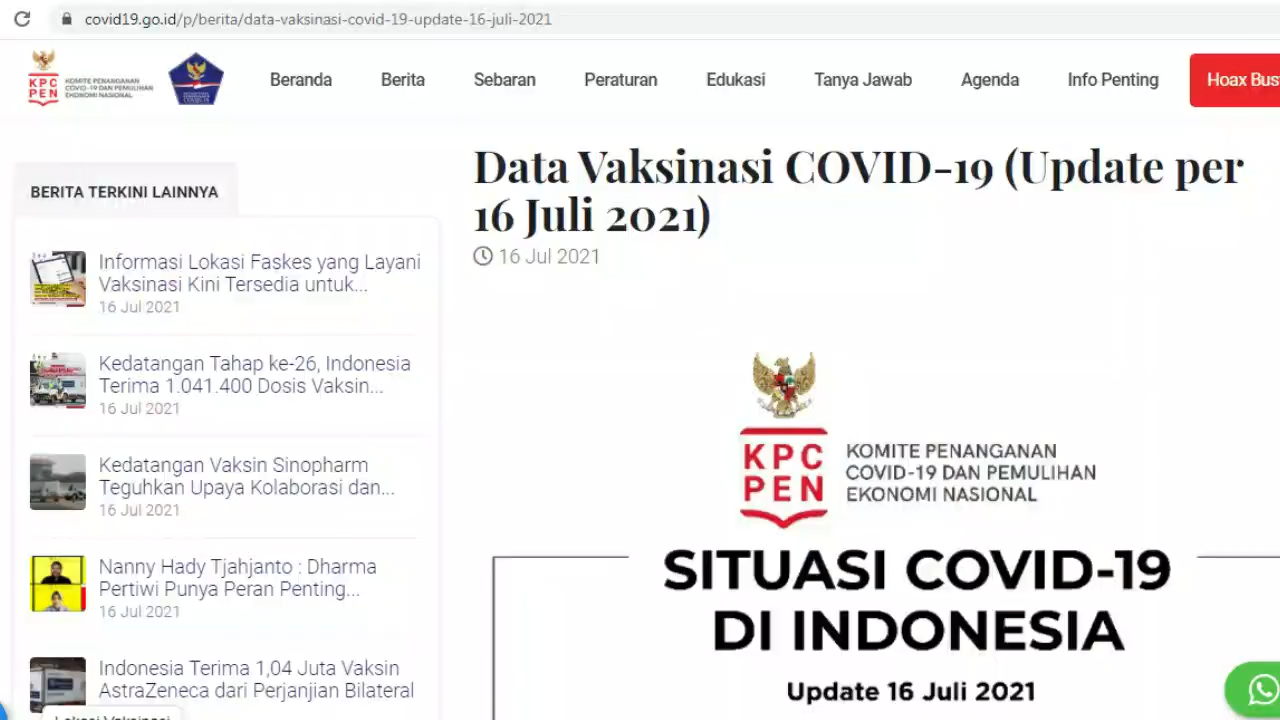 covid19.go.id/p/berita/data-vaksinasi-covid-19-update-16-juli-2021
KPC
PEN
KOMITE PENANGANAN
COVID-19 DAN PEMULIHAN
EKONOMI NASIONAL
Beranda
Berita
Sebaran
Peraturan
Edukasi
Tanya Jawab
Agenda
Info Penting
Hoax Bus
BERITA TERKINI LAINNYA
Informasi Lokasi Faskes yang Layani
Vaksinasi Kini Tersedia untuk...
16 Jul 2021
Kedatangan Tahap ke-26, Indonesia
Terima 1.041.400 Dosis Vaksin...
16 Jul 2021
Kedatangan Vaksin Sinopharm
Teguhkan Upaya Kolaborasi dan...
16 Jul 2021
Nanny Hady Tjahjanto : Dharma
Pertiwi Punya Peran Penting...
16 Jul 2021
Indonesia Terima 1,04 Juta Vaksin
AstraZeneca dari Perjanjian Bilateral
Lokasi Vaksinasi
Data Vaksinasi COVID-19 (Update per
16 Juli 2021)
16 Jul 2021
KPC
PEN
KOMITE PENANGANAN
COVID-19 DAN PEMULIHAN
EKONOMI NASIONAL
SITUASI COVID-19
DI INDONESIA
Update 16 Juli 2021